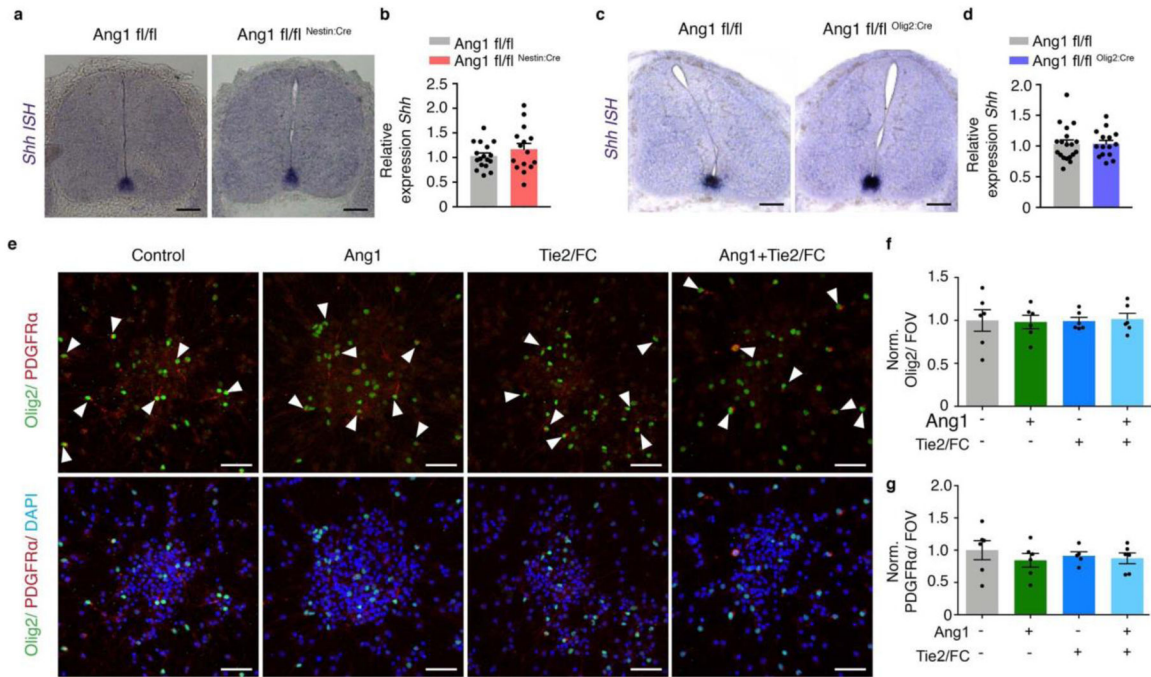 a
Ang1 fl/fl
Ang1 fl/fl Nestin:Cre
Shh ISH
b
Ang1 fl/fl
Ang1 fl/fl Nestin:Cre
Relative
expression Shh
2.5
2.0
1.5
1.0
0.5
0
c
Ang1 fl/fl
Ang1 fl/fl Olig2:Cre
Shh ISH
d
Ang1 fl/fl
Ang1 fl/fl Olig2:Cre
Relative
expression Shh
2.5
2.0
1.5
1.0
0.5
0
e
Control
Ang1
Tie2/FC
Ang1+Tie2/FC
Olig2/ PDGFRα
Olig2/ PDGFRα/ DAPI
f
Norm.
Olig2/ FOV
1.5
1.0
0.5
0
Ang1 - + - +
Tie2/FC - - + +
g
Norm.
PDGFRα/ FOV
2.0
1.5
1.0
0.5
0
Ang1 - + - +
Tie2/FC - - + +